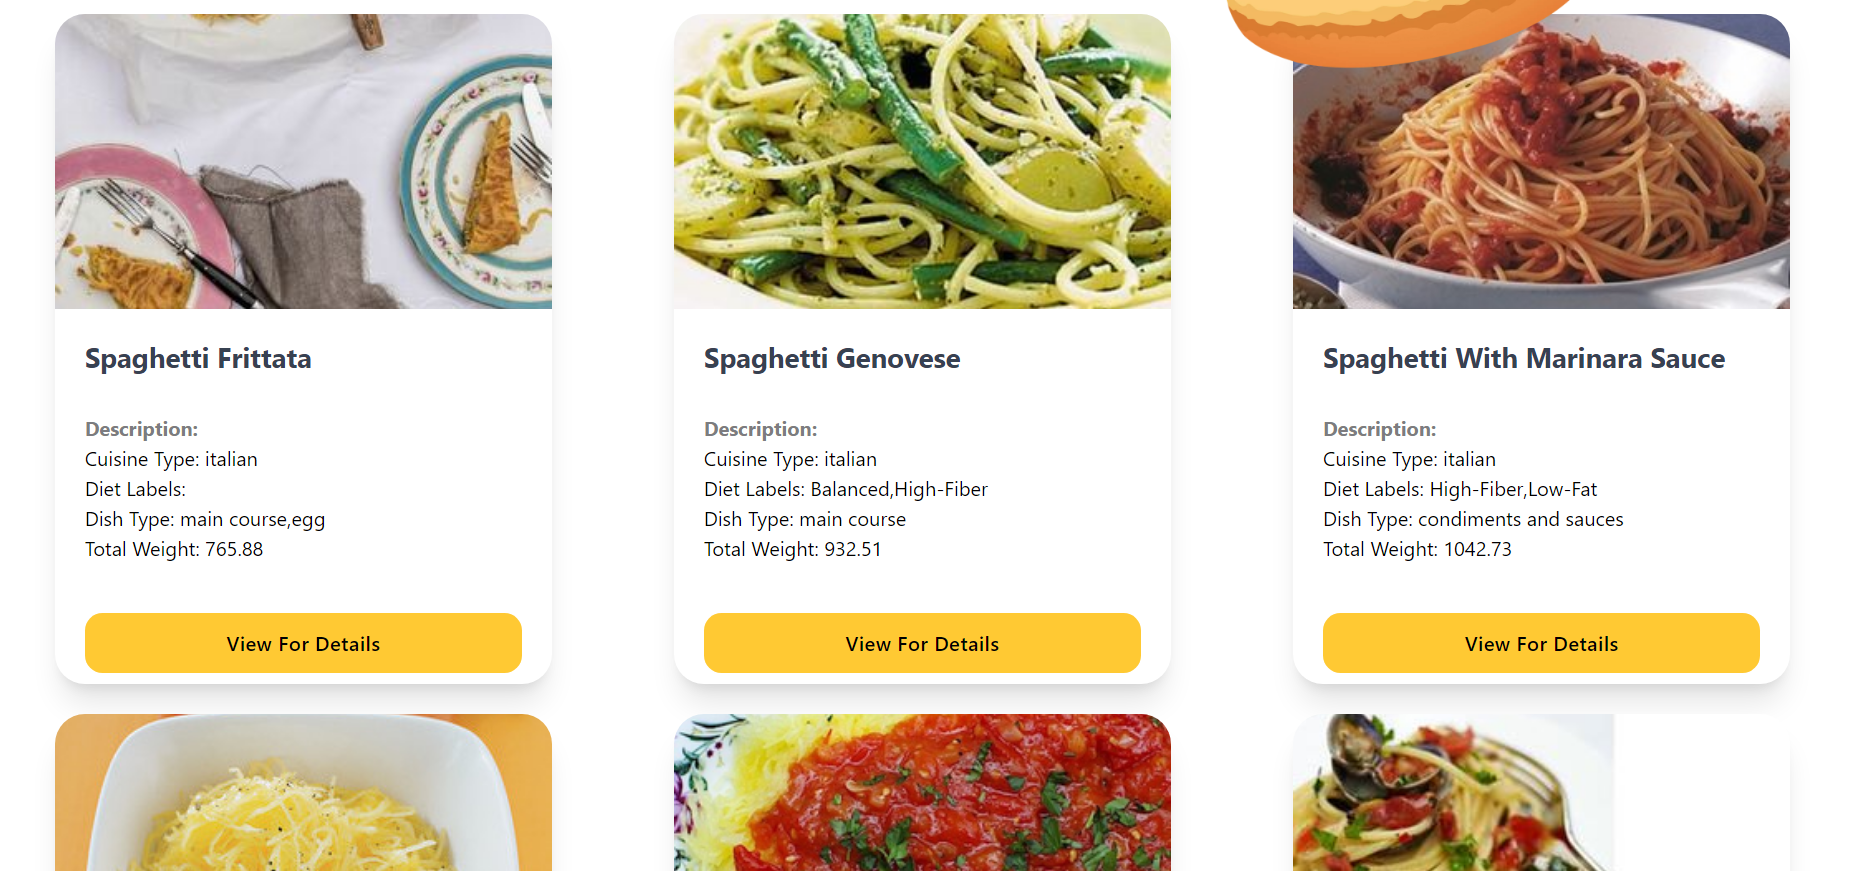 Spaghetti Frittata
Description:
Cuisine Type: italian
Diet Labels:
Dish Type: main course,egg
Total Weight: 765.88
View For Details
Spaghetti Genovese
Description:
Cuisine Type: italian
Diet Labels: Balanced,High-Fiber
Dish Type: main course
Total Weight: 932.51
View For Details
Spaghetti With Marinara Sauce
Description:
Cuisine Type: italian
Diet Labels: High-Fiber,Low-Fat
Dish Type: condiments and sauces
Total Weight: 1042.73
View For Details